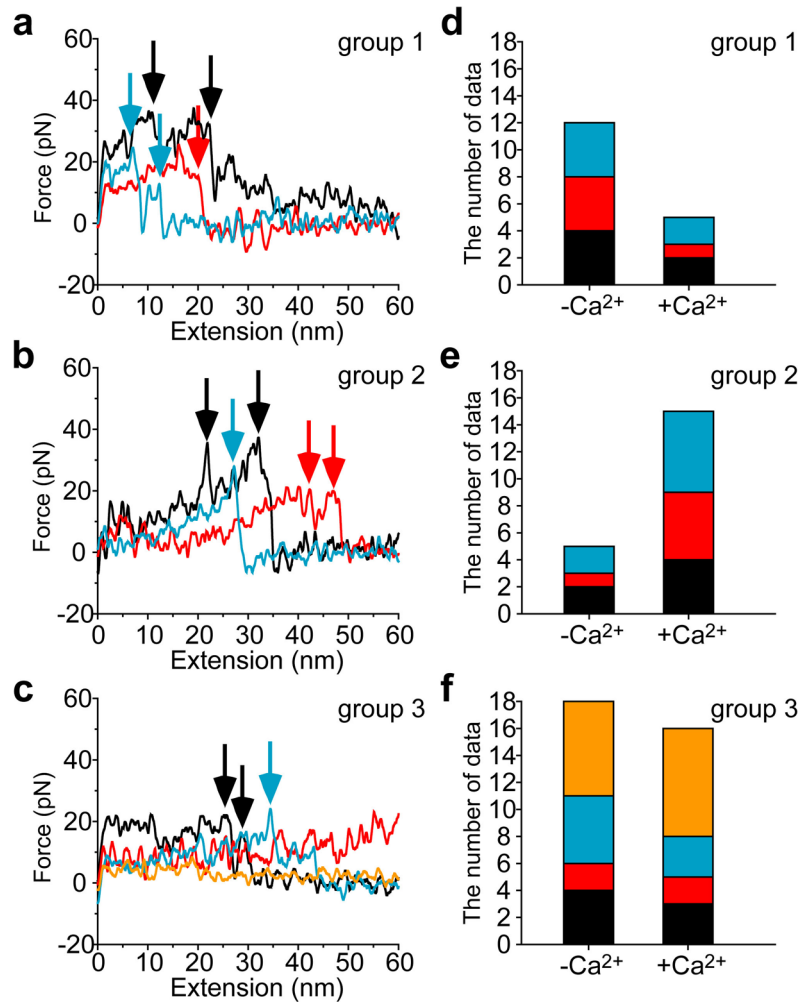 a
group 1
60
40
20
0
-20
Force (pN)
0 10 20 30 40 50 60
Extension (nm)
d
group 1
18
16
14
12
10
8
6
4
2
0
The number of data
-Ca²⁺ +Ca²⁺
b
group 2
60
40
20
0
-20
Force (pN)
0 10 20 30 40 50 60
Extension (nm)
e
group 2
18
16
14
12
10
8
6
4
2
0
The number of data
-Ca²⁺ +Ca²⁺
c
group 3
60
40
20
0
-20
Force (pN)
0 10 20 30 40 50 60
Extension (nm)
f
group 3
18
16
14
12
10
8
6
4
2
0
The number of data
-Ca²⁺ +Ca²⁺